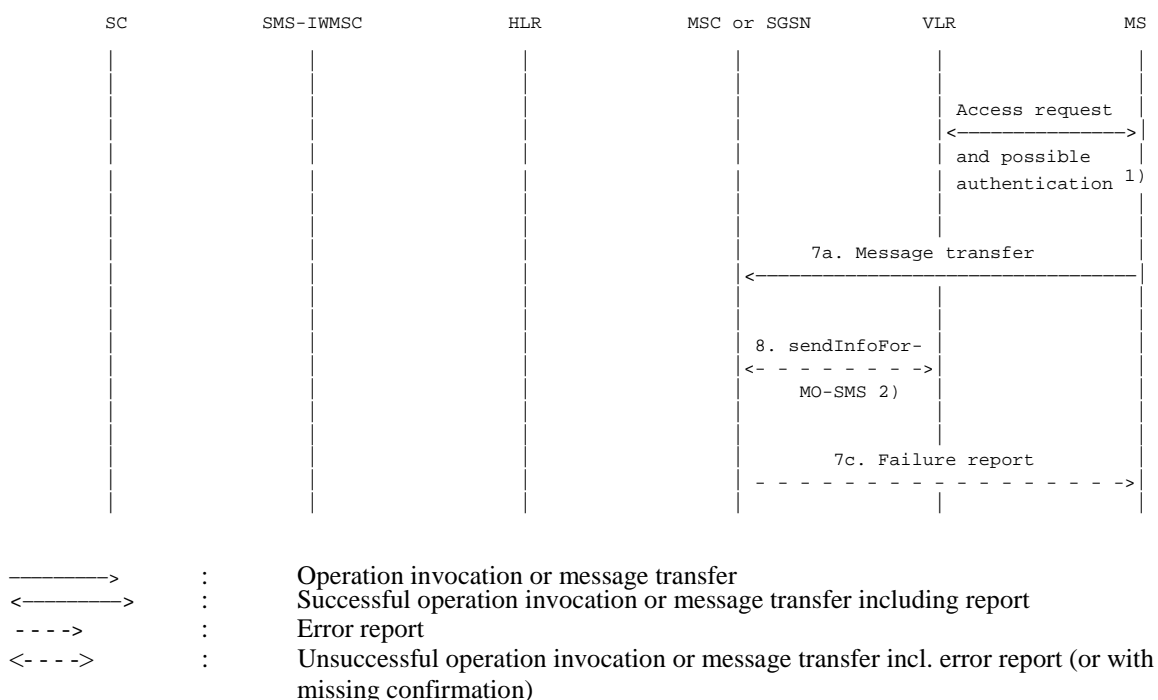 SC SMS-IWMSC HLR MSC or SGSN VLR MS
Access request
and possible
authentication 1)
7a. Message transfer
8. sendInfoFor-
MO-SMS 2)
7c. Failure report
: Operation invocation or message transfer
: Successful operation invocation or message transfer including report
: Error report
: Unsuccessful operation invocation or message transfer incl. error report (or with
missing confirmation)